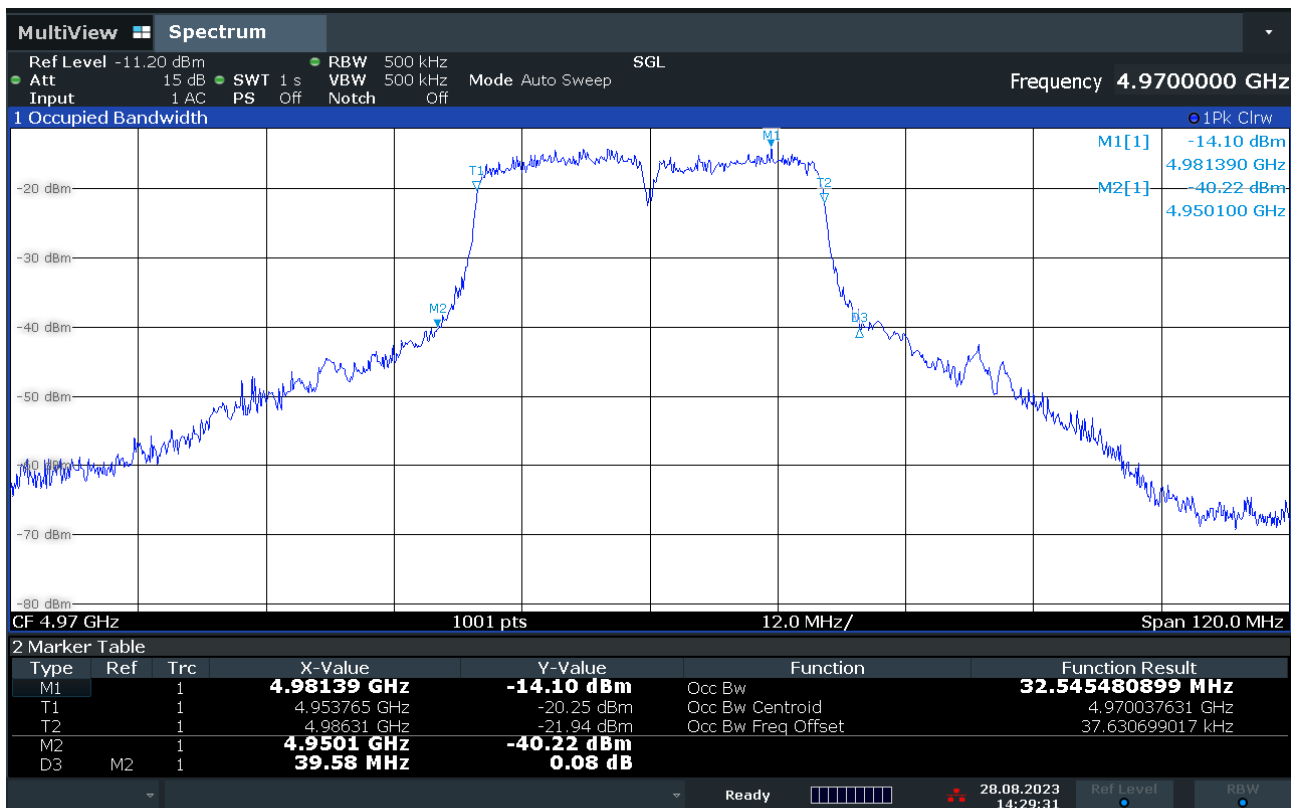 MultiView Spectrum
Ref Level -11.20 dBm RBW 500 kHz SGL
Att 15 dB SWT 1 s VBW 500 kHz Mode Auto Sweep Frequency 4.9700000 GHz
Input 1 AC PS Off Notch Off
1 Occupied Bandwidth 1Pk Clrw
M1 M1[1] -14.10 dBm
4.981390 GHz
T1 T2
-20 dBm M2[1] -40.22 dBm
4.950100 GHz
-30 dBm
M2 D3
-40 dBm
-50 dBm
-60 dBm
-70 dBm
-80 dBm
CF 4.97 GHz 1001 pts 12.0 MHz/ Span 120.0 MHz
2 Marker Table
Type Ref Trc X-Value Y-Value Function Function Result
M1 1 4.98139 GHz -14.10 dBm Occ Bw 32.545480899 MHz
T1 1 4.953765 GHz -20.25 dBm Occ Bw Centroid 4.970037631 GHz
T2 1 4.98631 GHz -21.94 dBm Occ Bw Freq Offset 37.630699017 kHz
M2 1 4.9501 GHz -40.22 dBm
D3 M2 1 39.58 MHz 0.08 dB
Ready 28.08.2023 Ref Level RBW
14:29:31